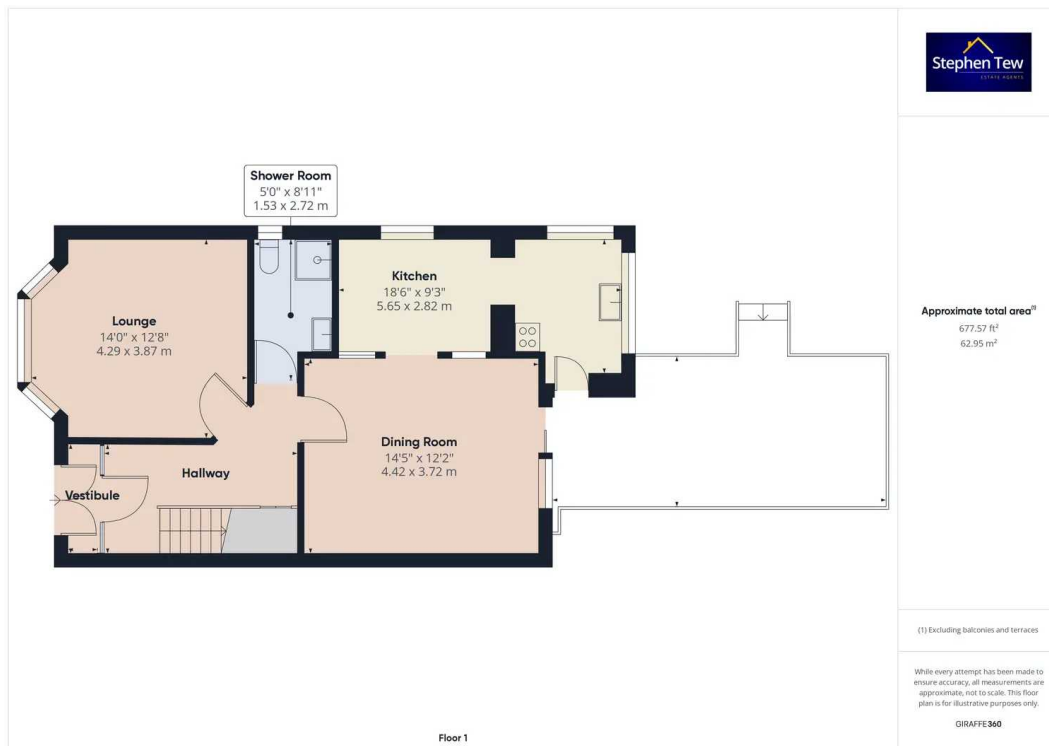 Stephen Tew
ESTATE AGENTS
Shower Room
5'0" x 8'11"
1.53 x 2.72 m
Kitchen
18'6" x 9'3"
5.65 x 2.82 m
Lounge
14'0" x 12'8"
4.29 x 3.87 m
Approximate total area(1)
677.57 ft²
62.95 m²
Dining Room
14'5" x 12'2"
4.42 x 3.72 m
Hallway
Vestibule
(1) Excluding balconies and terraces
While every attempt has been made to
ensure accuracy, all measurements are
approximate, not to scale. This floor
plan is for illustrative purposes only.
GIRAFFE360
Floor 1